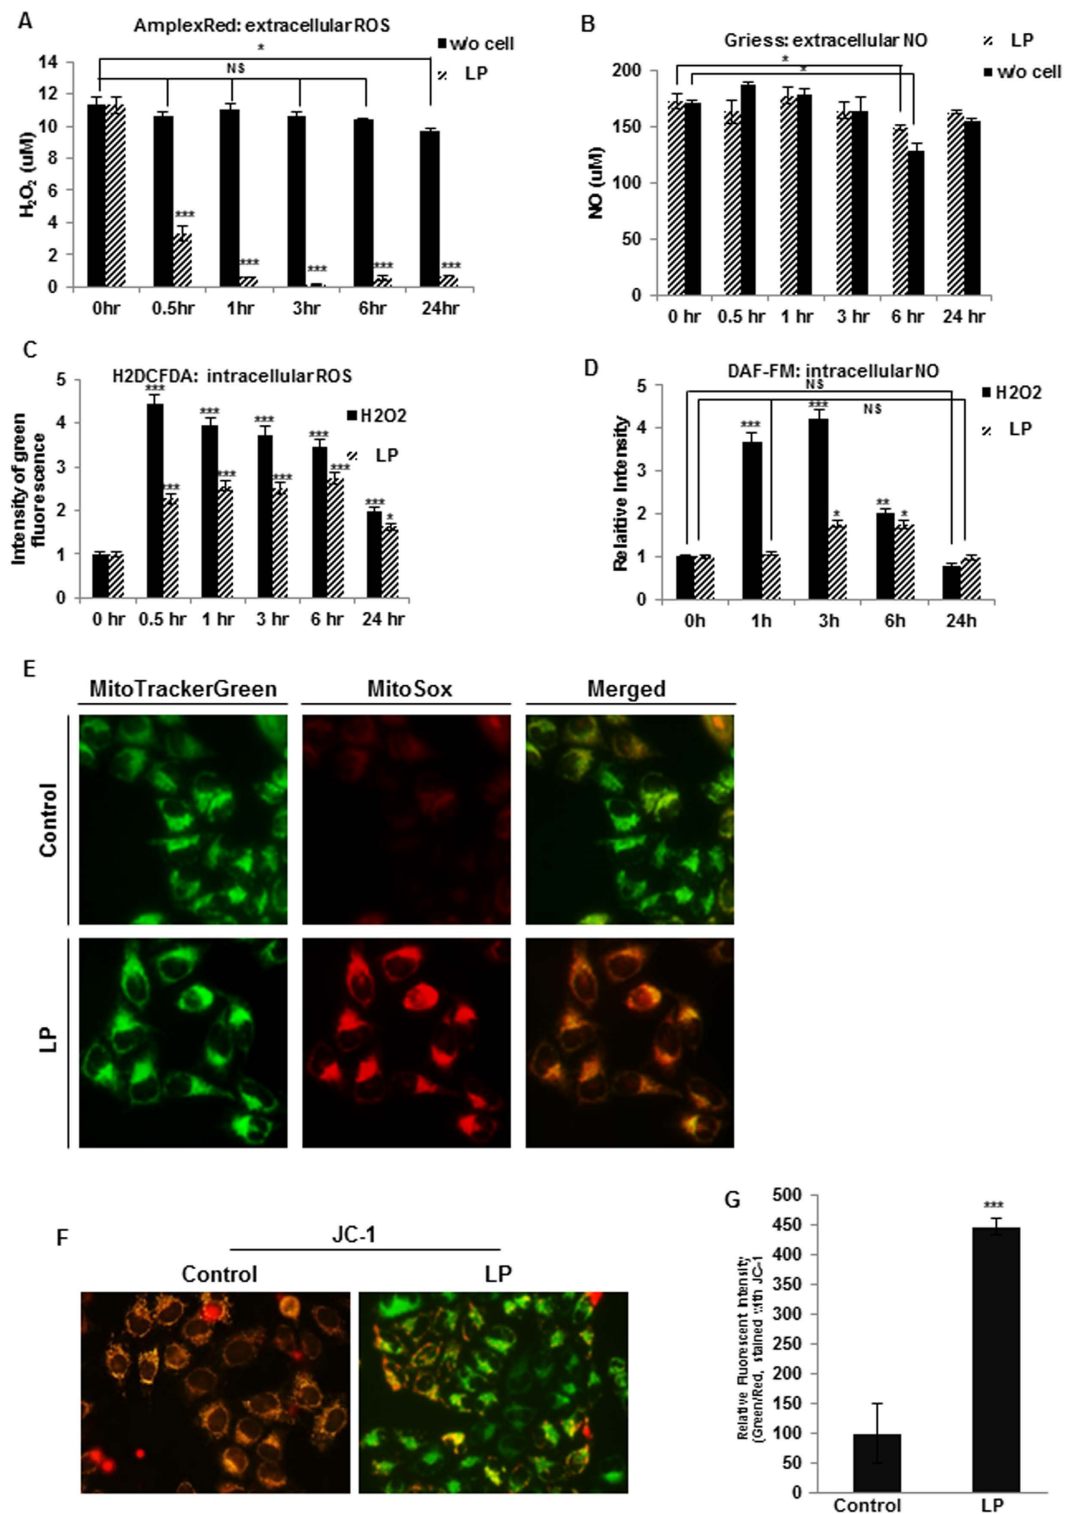 A
AmplexRed: extracellular ROS
w/o cell
LP
*
NS
14
12
10
8
6
4
2
0
H₂O₂ (uM)
***
***
***
***
***
0hr 0.5hr 1hr 3hr 6hr 24hr
B
Griess: extracellular NO
LP
w/o cell
*
*
200
150
100
50
0
NO (uM)
0 hr 0.5 hr 1 hr 3 hr 6 hr 24 hr
C
H2DCFDA: intracellular ROS
H2O2
LP
5
4
3
2
1
0
Intensity of green
fluorescence
*** *** *** *** ***
*** *** *** *** *
0 hr 0.5 hr 1 hr 3 hr 6 hr 24 hr
D
DAF-FM: intracellular NO
NS
NS
H2O2
LP
5
4
3
2
1
0
Relaitive Intensity
*** *** **
* *
0h 1h 3h 6h 24h
E
MitoTrackerGreen MitoSox Merged
Control
LP
F
JC-1
Control LP
G
500
450
400
350
300
250
200
150
100
50
0
Relative Fluorescent Intensity
(Green/Red, stained with JC-1
***
Control LP